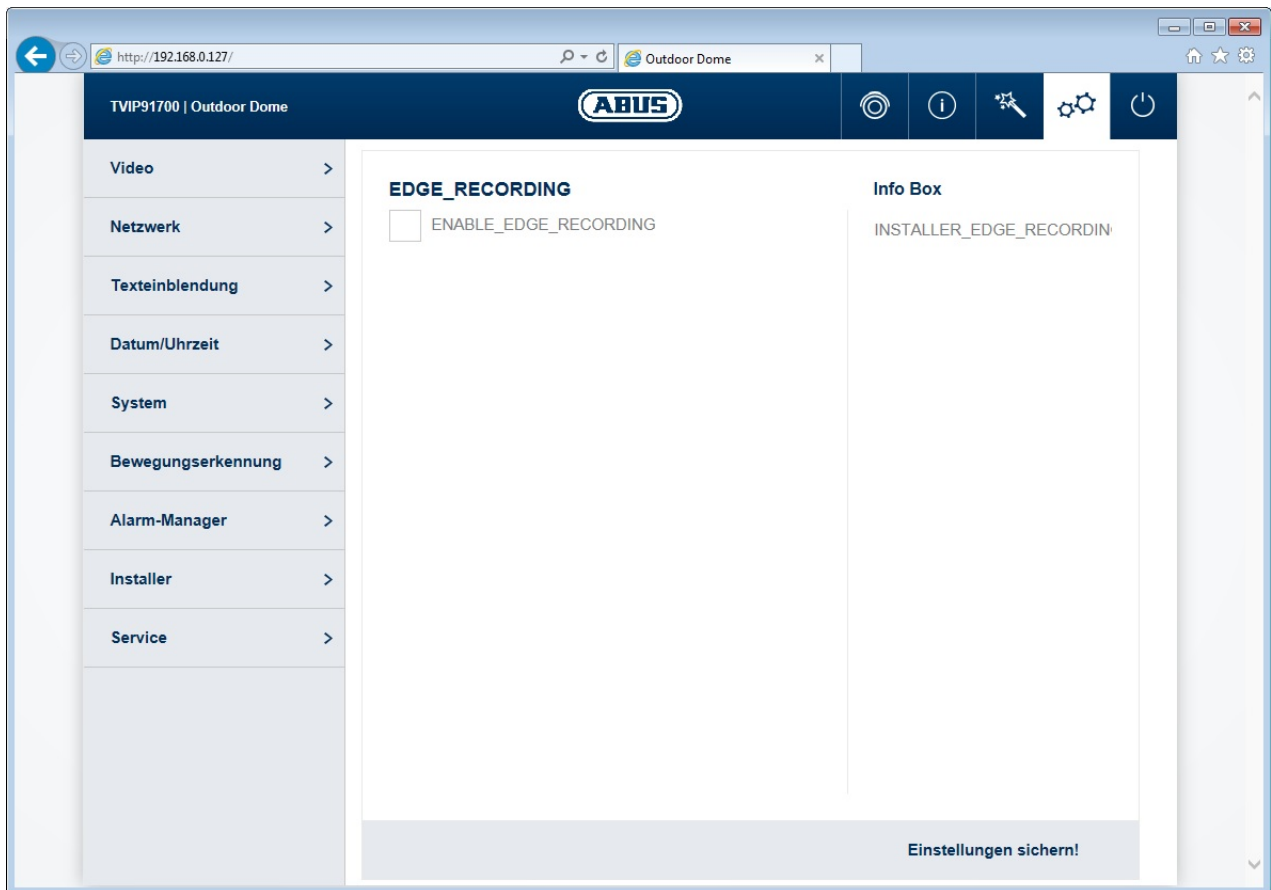 http://192.168.0.127/
Outdoor Dome
TVIP91700 | Outdoor Dome
ABUS
Video
Netzwerk
Texteinblendung
Datum/Uhrzeit
System
Bewegungserkennung
Alarm-Manager
Installer
Service
EDGE_RECORDING
ENABLE_EDGE_RECORDING
Info Box
INSTALLER_EDGE_RECORDIN
Einstellungen sichern!